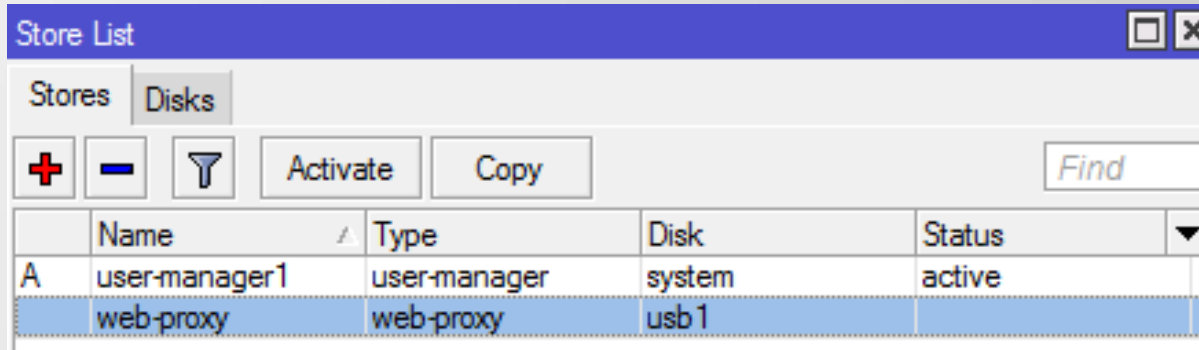 Store List
Stores Disks
Activate Copy Find
Name Type Disk Status
A user-manager1 user-manager system active
web-proxy web-proxy usb1